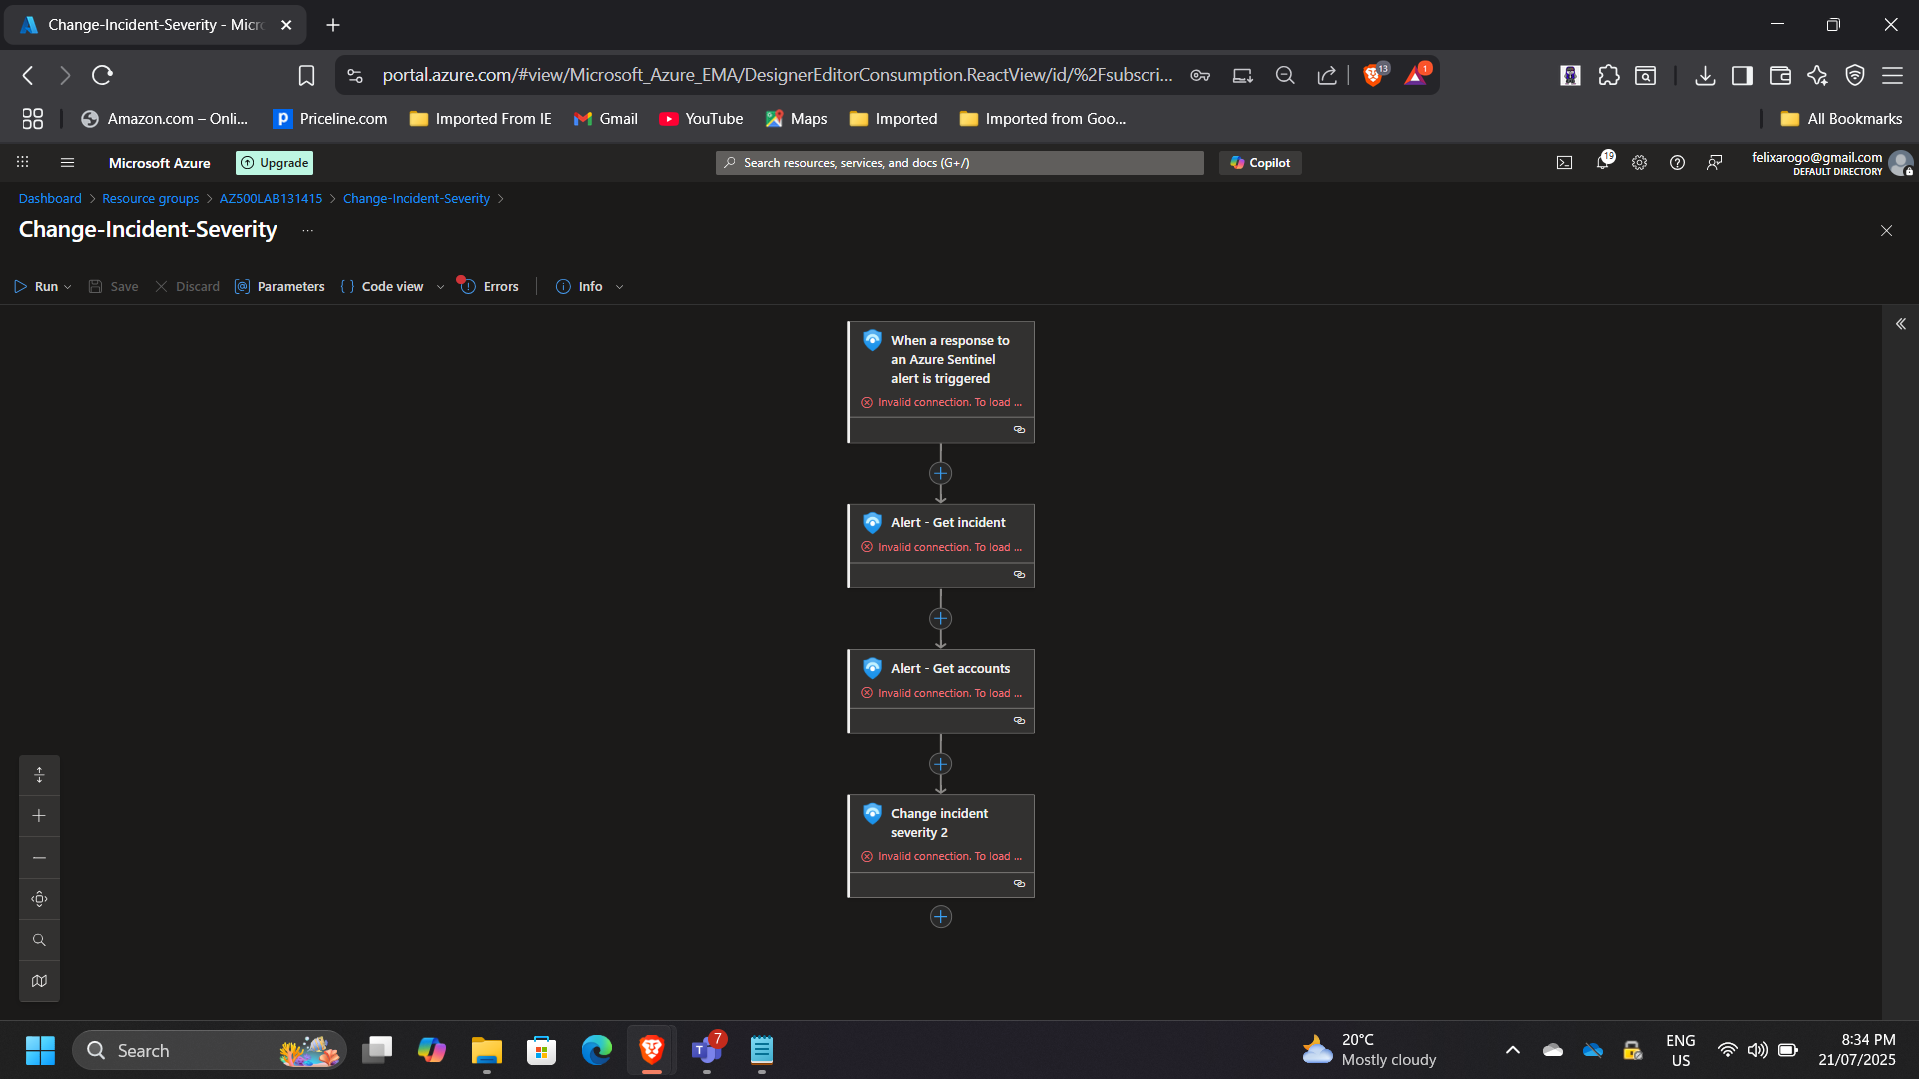 Change-Incident-Severity - Micro
portal.azure.com/#view/Microsoft_Azure_EMA/DesignerEditorConsumption.ReactView/id/%2Fsubscri...
13
1
Amazon.com – Onli...
Priceline.com
Imported From IE
Gmail
YouTube
Maps
Imported
Imported from Goo...
All Bookmarks
Microsoft Azure
Upgrade
Search resources, services, and docs (G+/)
Copilot
19
felixarogo@gmail.com
DEFAULT DIRECTORY
Dashboard > Resource groups > AZ500LAB131415 > Change-Incident-Severity >
Change-Incident-Severity ...
Run
Save
Discard
Parameters
Code view
Errors
Info
When a response to
an Azure Sentinel
alert is triggered
Invalid connection. To load ...
Alert - Get incident
Invalid connection. To load ...
Alert - Get accounts
Invalid connection. To load ...
Change incident
severity 2
Invalid connection. To load ...
Search
7
20°C
Mostly cloudy
ENG
US
8:34 PM
21/07/2025